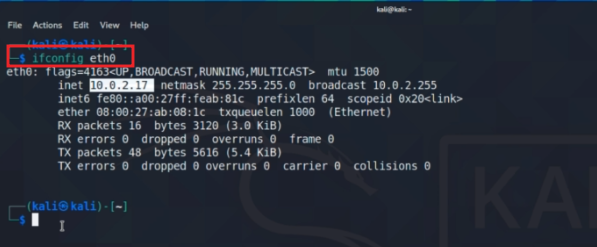 kali@kali: ~
File Actions Edit View Help
(kali㉿kali)-[~]
$ ifconfig eth0
eth0: flags=4163<UP,BROADCAST,RUNNING,MULTICAST> mtu 1500
inet 10.0.2.17 netmask 255.255.255.0 broadcast 10.0.2.255
inet6 fe80::a00:27ff:feab:81c prefixlen 64 scopeid 0x20<link>
ether 08:00:27:ab:08:1c txqueuelen 1000 (Ethernet)
RX packets 16 bytes 3120 (3.0 KiB)
RX errors 0 dropped 0 overruns 0 frame 0
TX packets 48 bytes 5616 (5.4 KiB)
TX errors 0 dropped 0 overruns 0 carrier 0 collisions 0
(kali㉿kali)-[~]
$
KA